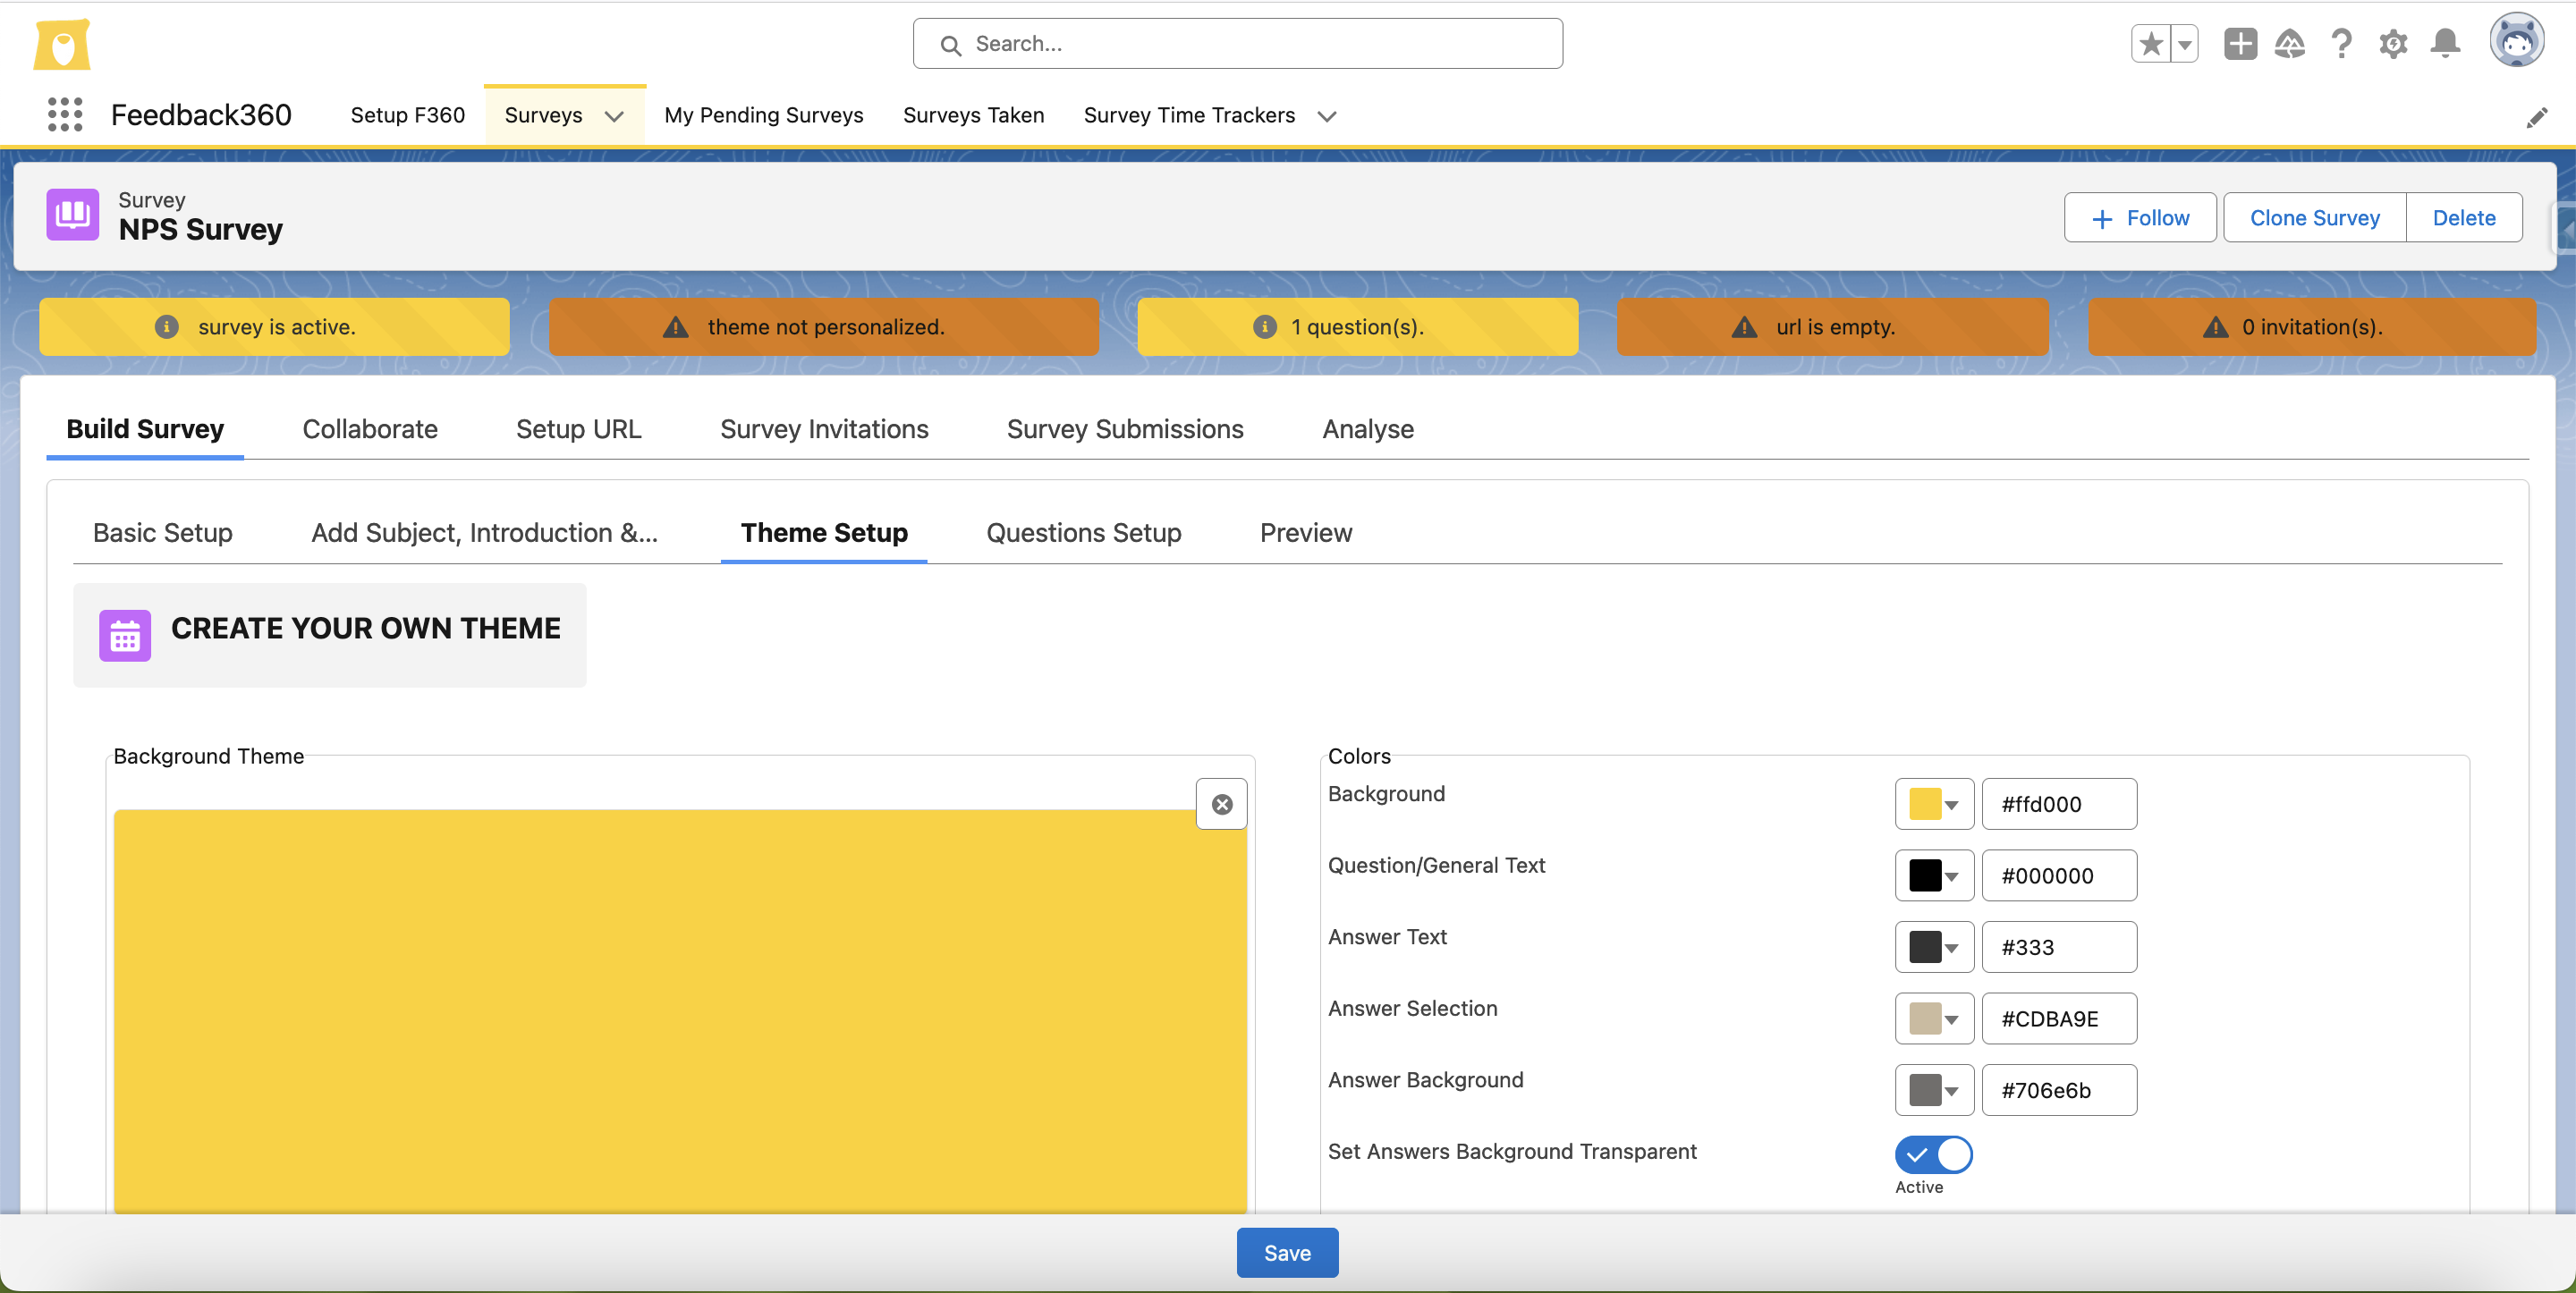 Search...
Feedback360
Setup F360
Surveys
My Pending Surveys
Surveys Taken
Survey Time Trackers
Survey
NPS Survey
Follow
Clone Survey
Delete
survey is active.
theme not personalized.
1 question(s).
url is empty.
0 invitation(s).
Build Survey
Collaborate
Setup URL
Survey Invitations
Survey Submissions
Analyse
Basic Setup
Add Subject, Introduction &...
Theme Setup
Questions Setup
Preview
CREATE YOUR OWN THEME
Background Theme
Colors
Background
#ffd000
Question/General Text
#000000
Answer Text
#333
Answer Selection
#CDBA9E
Answer Background
#706e6b
Set Answers Background Transparent
Active
Save